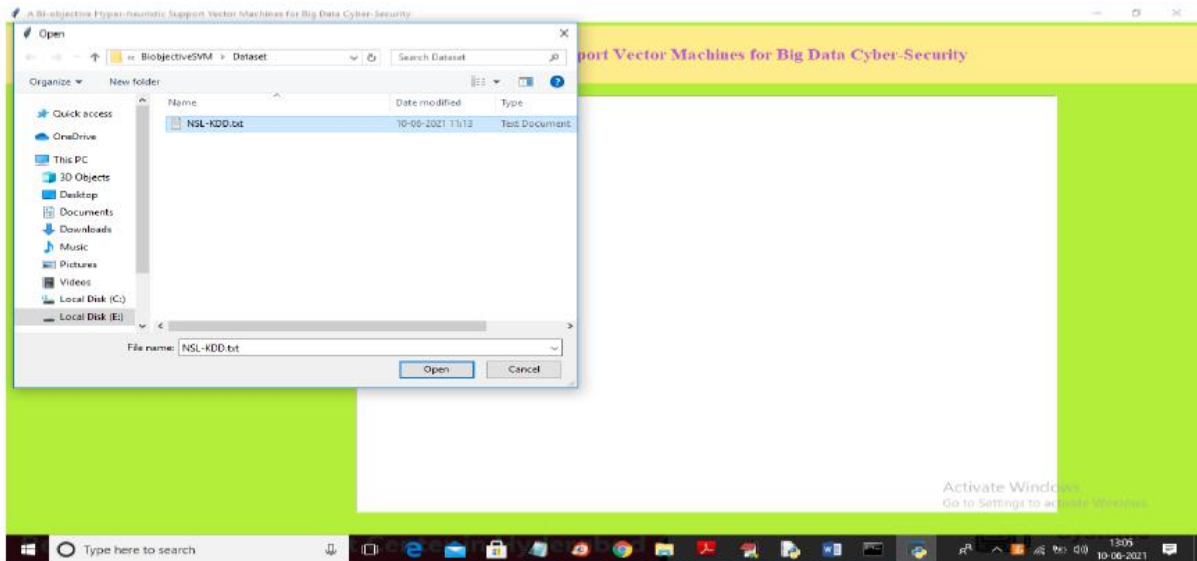 A Bi-objective Hyper-heuristic Support Vector Machines for Big Data Cyber-Security
Open
port Vector Machines for Big Data Cyber-Security
« BiobjectiveSVM > Dataset
Search Dataset
Organize
New folder
Name
Date modified
Type
NSL-KDD.txt
10-06-2021 11:13
Text Document
Quick access
OneDrive
This PC
3D Objects
Desktop
Documents
Downloads
Music
Pictures
Videos
Local Disk (C:)
Local Disk (E:)
File name:
NSL-KDD.txt
Open
Cancel
Activate Windows
Go to Settings to activate Windows.
Type here to search
13:05
10-06-2021